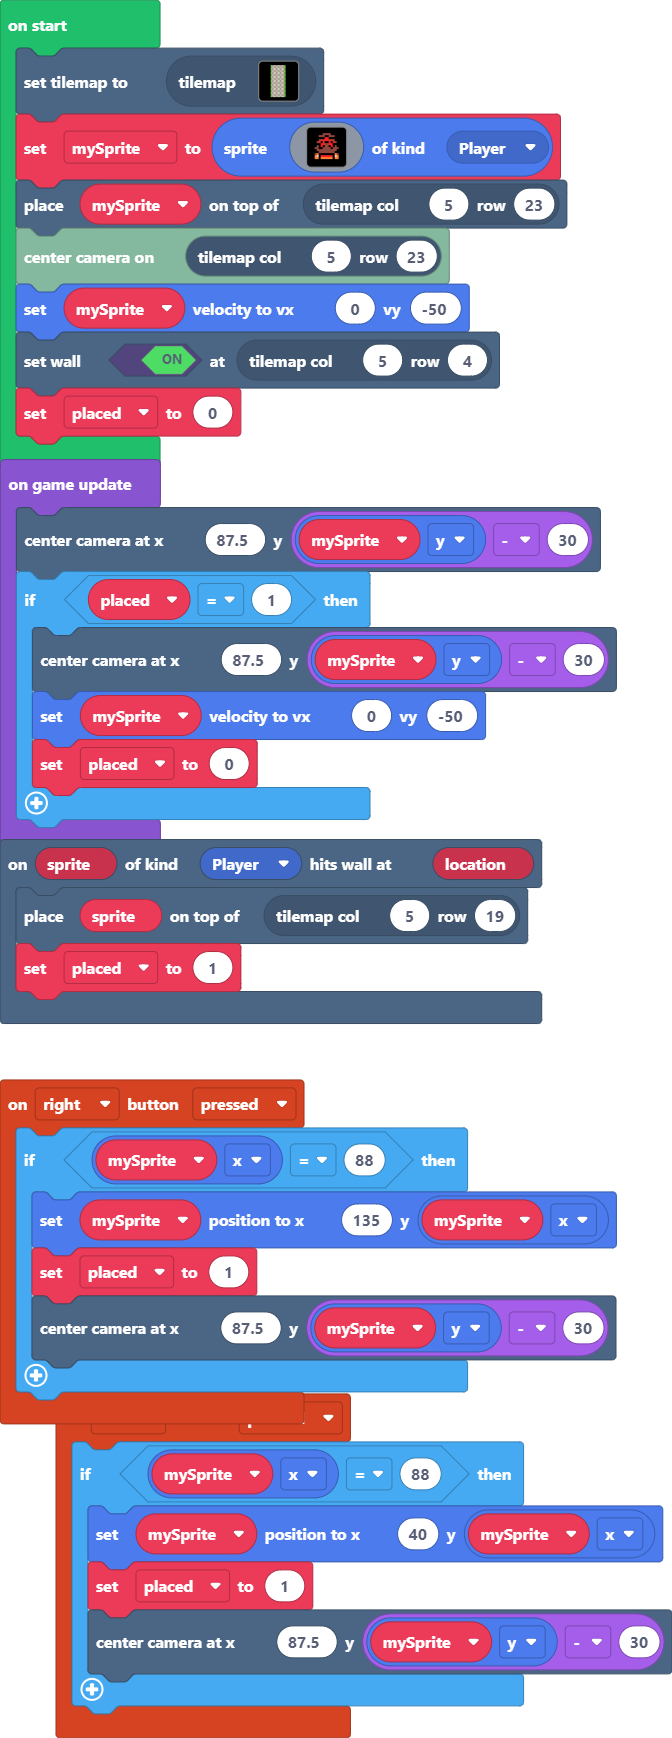 on start
set tilemap to tilemap
set mySprite to sprite of kind Player
place mySprite on top of tilemap col 5 row 23
center camera on tilemap col 5 row 23
set mySprite velocity to vx 0 vy -50
set wall ON at tilemap col 5 row 4
set placed to 0
on game update
center camera at x 87.5 y mySprite y - 30
if placed = 1 then
center camera at x 87.5 y mySprite y - 30
set mySprite velocity to vx 0 vy -50
set placed to 0
on sprite of kind Player hits wall at location
place sprite on top of tilemap col 5 row 19
set placed to 1
on right button pressed
if mySprite x = 88 then
set mySprite position to x 135 y mySprite x
set placed to 1
center camera at x 87.5 y mySprite y - 30
if mySprite x = 88 then
set mySprite position to x 40 y mySprite x
set placed to 1
center camera at x 87.5 y mySprite y - 30